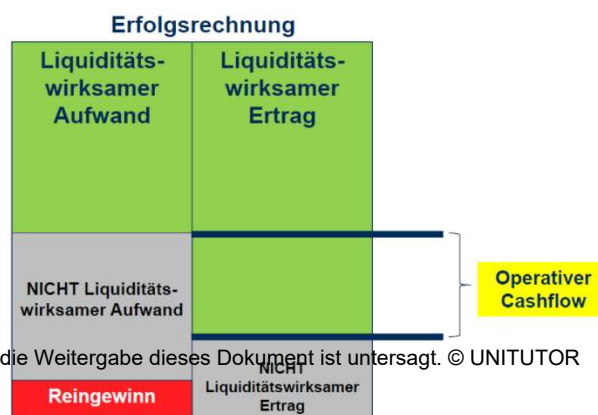 Erfolgsrechnung
Liquiditäts-
wirksamer
Aufwand
Liquiditäts-
wirksamer
Ertrag
NICHT Liquiditäts-
wirksamer Aufwand
Operativer
Cashflow
die Weitergabe dieses Dokument ist untersagt. © UNITUTOR
NICHT
Liquiditätswirksamer
Ertrag
Reingewinn